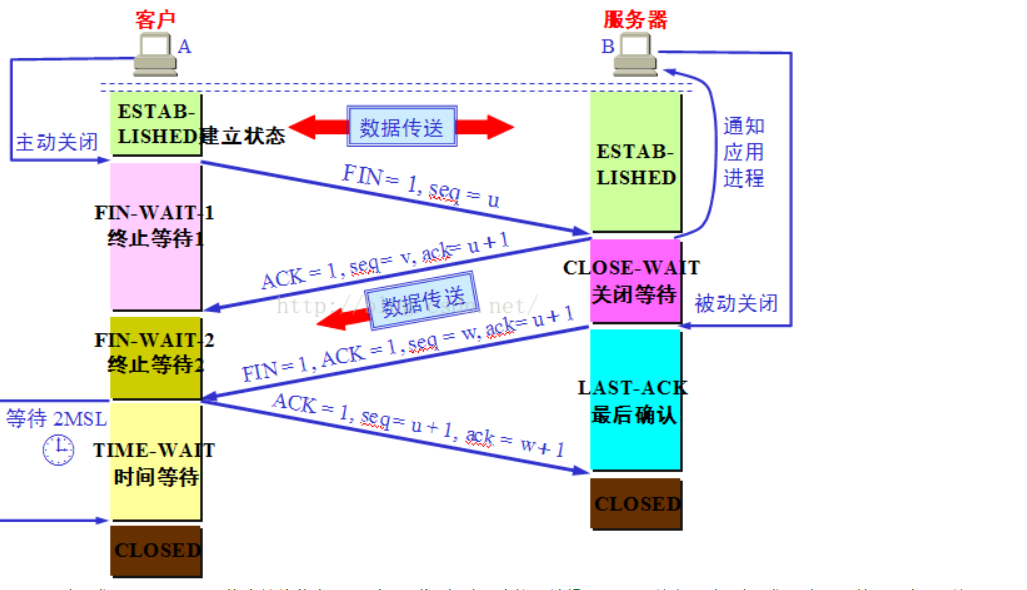 客户
服务器
A
B
ESTAB-
LISHED建立状态
主动关闭
数据传送
ESTAB-
LISHED
通知
应用
进程
FIN = 1, seq = u
FIN-WAIT-1
终止等待1
ACK = 1, seq= v, ack= u + 1
CLOSE-WAIT
关闭等待
数据传送
被动关闭
FIN-WAIT-2
终止等待2
FIN = 1, ACK = 1, seq = w, ack= u + 1
LAST-ACK
最后确认
ACK = 1, seq= u + 1, ack = w + 1
等待 2MSL
TIME-WAIT
时间等待
CLOSED
CLOSED